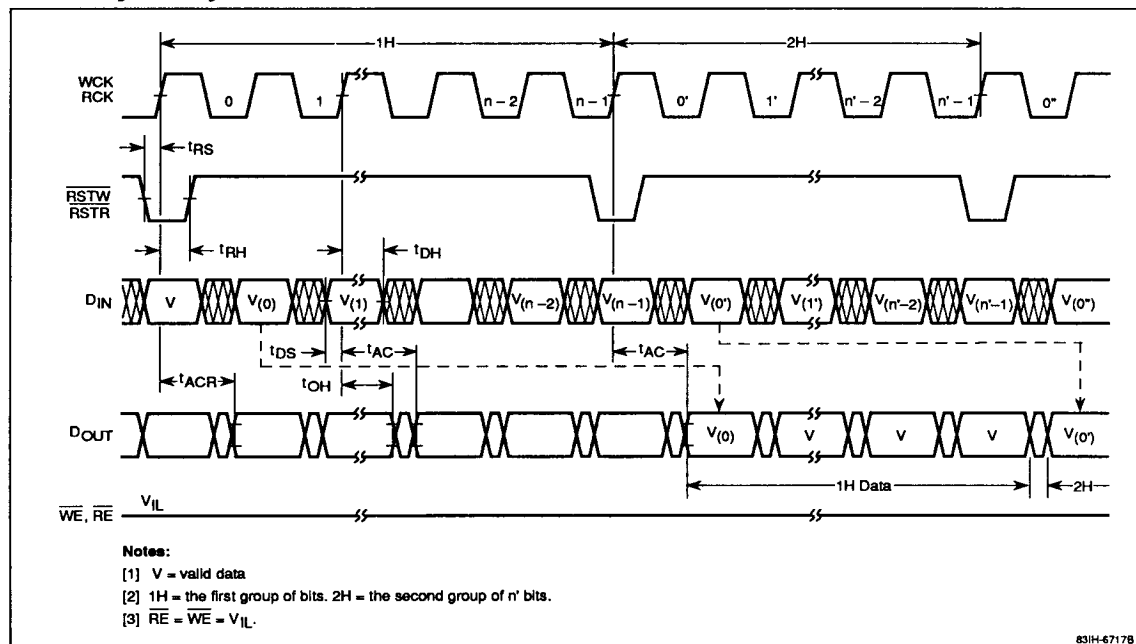 1H 2H
WCK
RCK
0 1 n-2 n-1 0' 1' n'-2 n'-1 0"
tRS
RSTW
RSTR
tRH tDH
DIN V V(0) V(1) V(n-2) V(n-1) V(0') V(1') V(n'-2) V(n'-1) V(0")
tDS tAC tAC
tACR tOH
DOUT V(0) V V V V(0')
1H Data 2H
WE, RE VIL
Notes:
[1] V = valid data
[2] 1H = the first group of bits. 2H = the second group of n' bits.
[3] RE = WE = VIL.
83IH-6717B